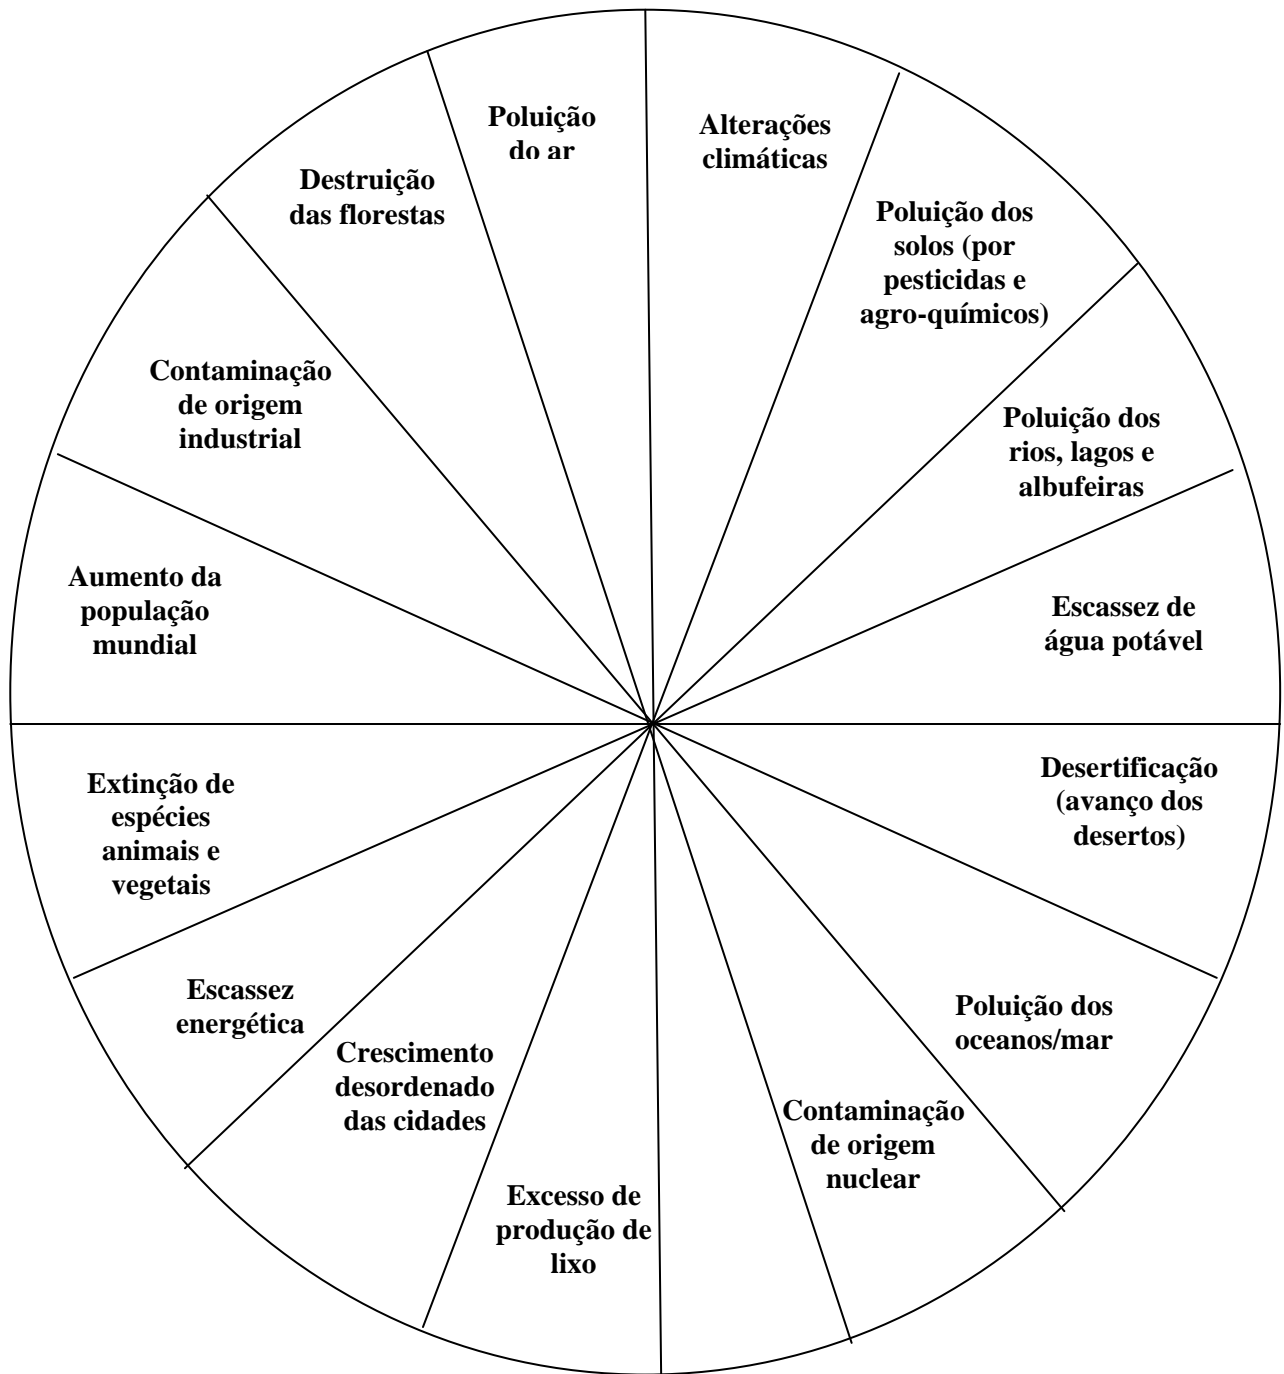 Poluição
do ar
Alterações
climáticas
Destruição
das florestas
Poluição dos
solos (por
pesticidas e
agro-químicos)
Contaminação
de origem
industrial
Poluição dos
rios, lagos e
albufeiras
Aumento da
população
mundial
Escassez de
água potável
Extinção de
espécies
animais e
vegetais
Desertificação
(avanço dos
desertos)
Escassez
energética
Poluição dos
oceanos/mar
Crescimento
desordenado
das cidades
Contaminação
de origem
nuclear
Excesso de
produção de
lixo